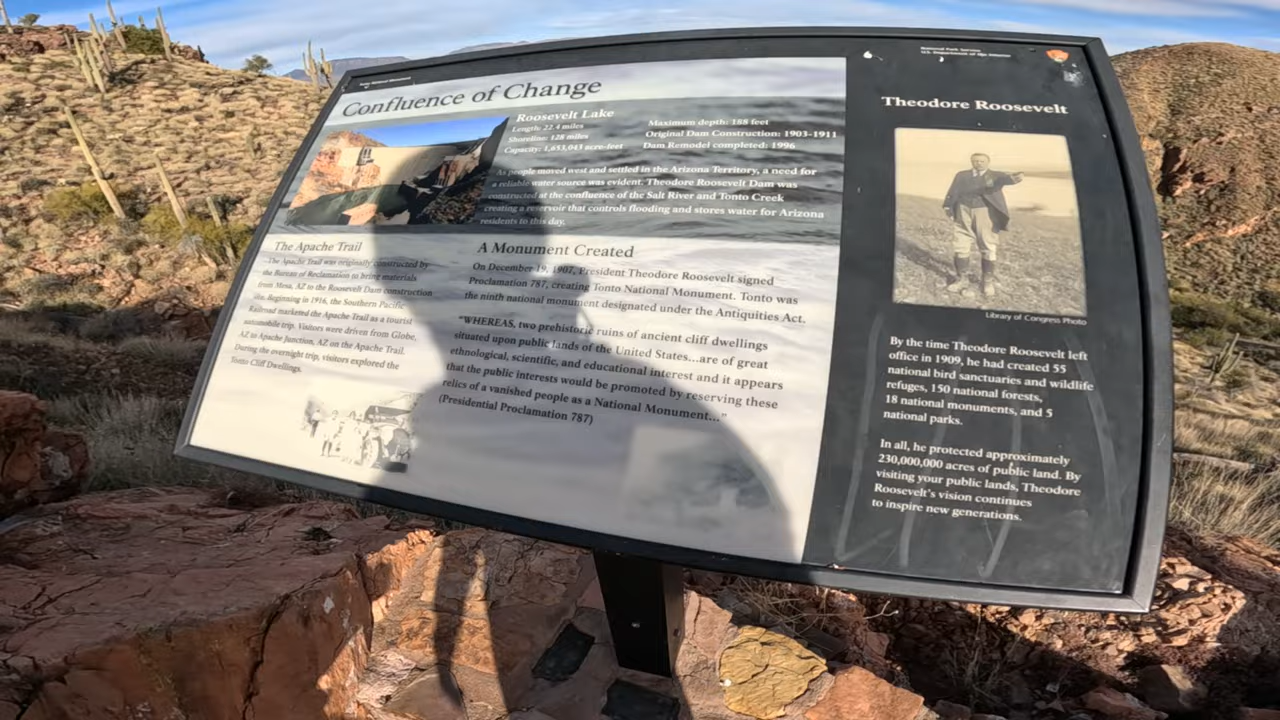 Tonto National Monument
National Park Service
U.S. Department of the Interior
Confluence of Change
Roosevelt Lake
Length: 22.4 miles
Shoreline: 128 miles
Capacity: 1,653,043 acre-feet
Maximum depth: 188 feet
Original Dam Construction: 1903-1911
Dam Remodel completed: 1996
As people moved west and settled in the Arizona Territory, a need for
a reliable water source was evident. Theodore Roosevelt Dam was
constructed at the confluence of the Salt River and Tonto Creek
creating a reservoir that controls flooding and stores water for Arizona
residents to this day.
The Apache Trail
The Apache Trail was originally constructed by
the Bureau of Reclamation to bring materials
from Mesa, AZ to the Roosevelt Dam construction
site. Beginning in 1916, the Southern Pacific
Railroad marketed the Apache Trail as a tourist
automobile trip. Visitors were driven from Globe,
AZ to Apache Junction, AZ on the Apache Trail.
During the overnight trip, visitors explored the
Tonto Cliff Dwellings.
A Monument Created
On December 19, 1907, President Theodore Roosevelt signed
Proclamation 787, creating Tonto National Monument. Tonto was
the ninth national monument designated under the Antiquities Act.
"WHEREAS, two prehistoric ruins of ancient cliff dwellings
situated upon public lands of the United States...are of great
ethnological, scientific, and educational interest and it appears
that the public interests would be promoted by reserving these
relics of a vanished people as a National Monument..."
(Presidential Proclamation 787)
Theodore Roosevelt
Library of Congress Photo
By the time Theodore Roosevelt left
office in 1909, he had created 55
national bird sanctuaries and wildlife
refuges, 150 national forests,
18 national monuments, and 5
national parks.
In all, he protected approximately
230,000,000 acres of public land. By
visiting your public lands, Theodore
Roosevelt's vision continues
to inspire new generations.